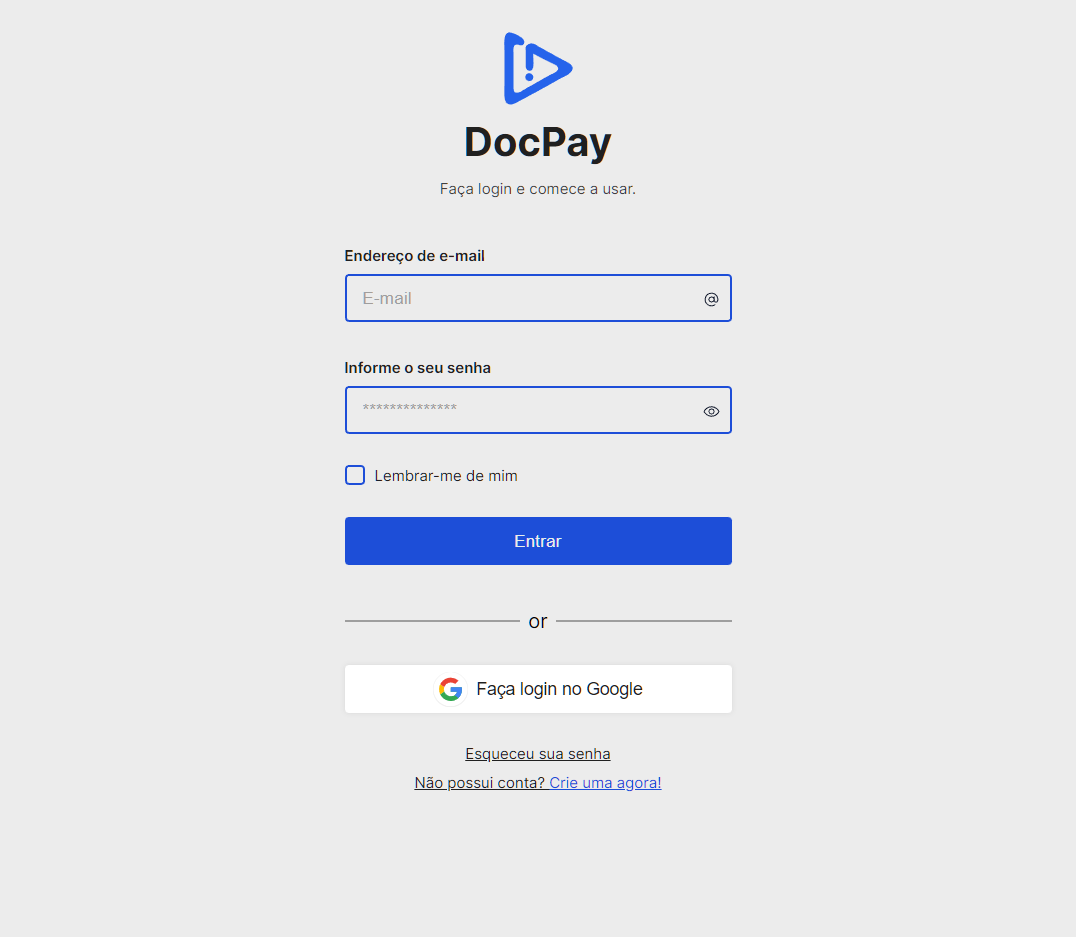 DocPay
Faça login e comece a usar.
Endereço de e-mail
E-mail
@
Informe o seu senha
**************
Lembrar-me de mim
Entrar
or
Faça login no Google
Esqueceu sua senha
Não possui conta? Crie uma agora!